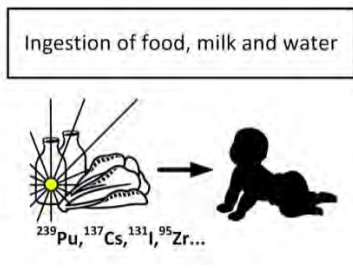 Ingestion of food, milk and water
²³⁹Pu,¹³⁷Cs,¹³¹I,⁹⁵Zr...